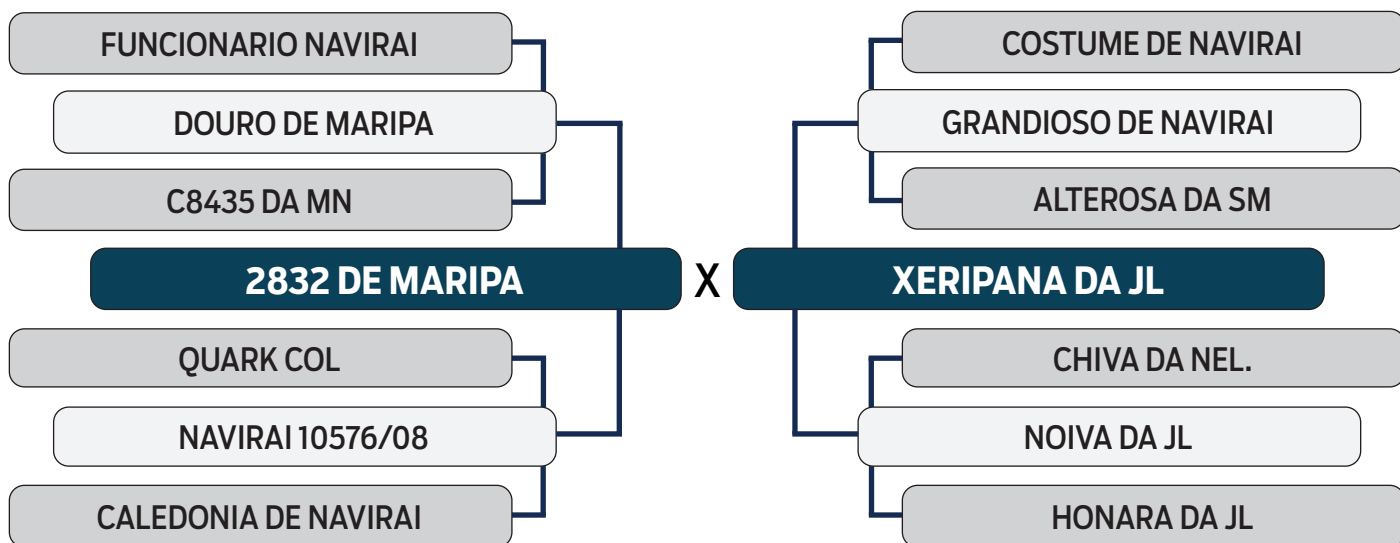 FUNCIONARIO NAVIRAI
DOURO DE MARIPA
C8435 DA MN
2832 DE MARIPA
QUARK COL
NAVIRAI 10576/08
CALEDONIA DE NAVIRAI
X
COSTUME DE NAVIRAI
GRANDIOSO DE NAVIRAI
ALTEROSA DA SM
XERIPANA DA JL
CHIVA DA NEL.
NOIVA DA JL
HONARA DA JL